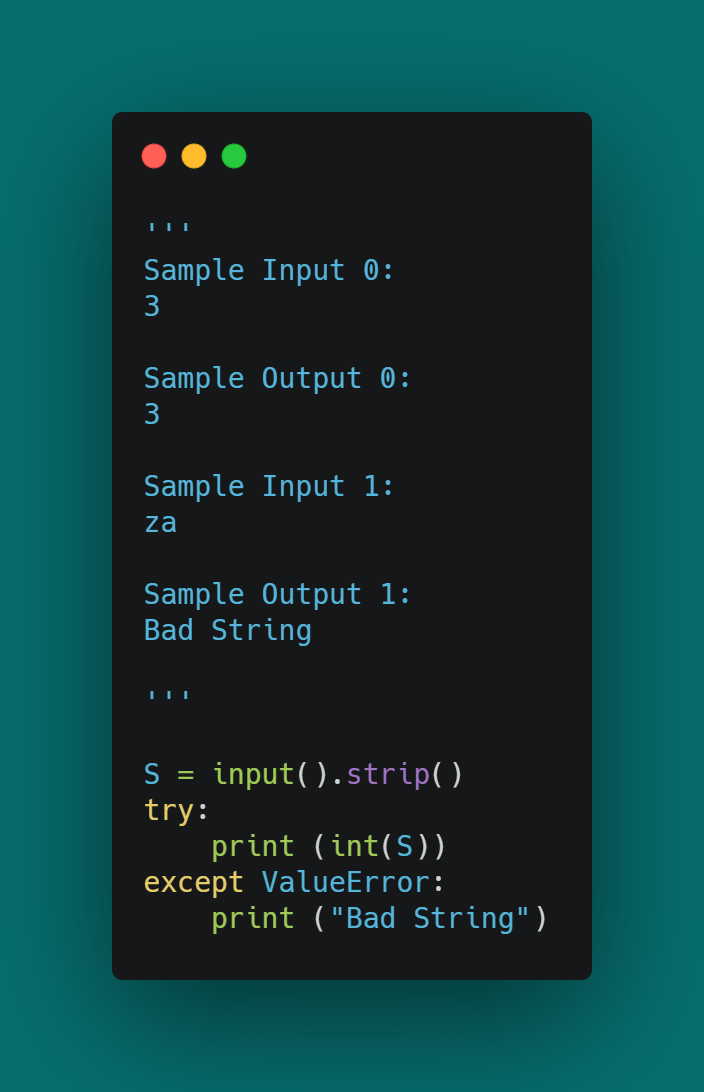 '''
Sample Input 0:
3

Sample Output 0:
3

Sample Input 1:
za

Sample Output 1:
Bad String

'''

S = input().strip()
try:
    print (int(S))
except ValueError:
    print ("Bad String")